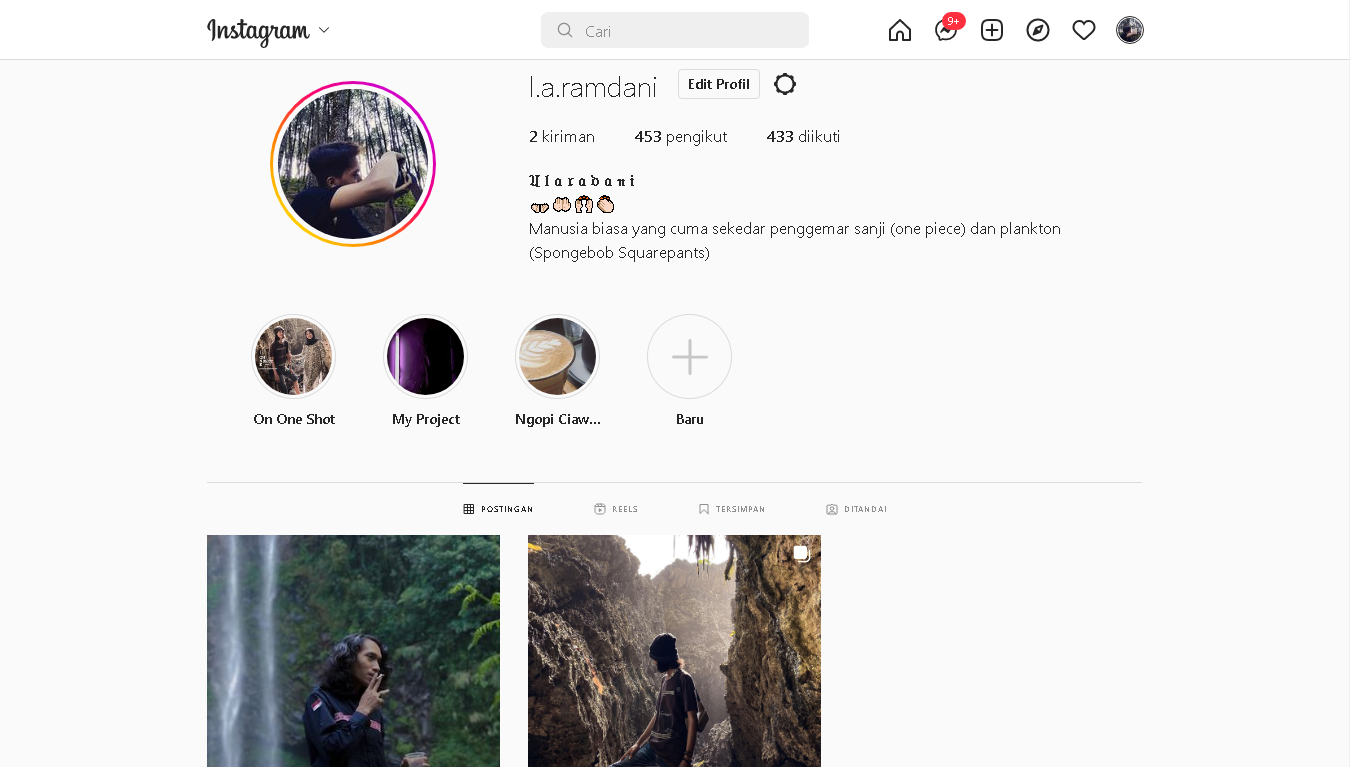 Instagram
Cari
9+
l.a.ramdani
Edit Profil
2 kiriman 453 pengikut 433 diikuti
𝖀 𝖑 𝖆 𝖗 𝖆 𝖉 𝖆 𝖓 𝖎
🤝🤲🙌👏
Manusia biasa yang cuma sekedar penggemar sanji (one piece) dan plankton
(Spongebob Squarepants)
On One Shot My Project Ngopi Ciaw... Baru
POSTINGAN REELS TERSIMPAN DITANDAI